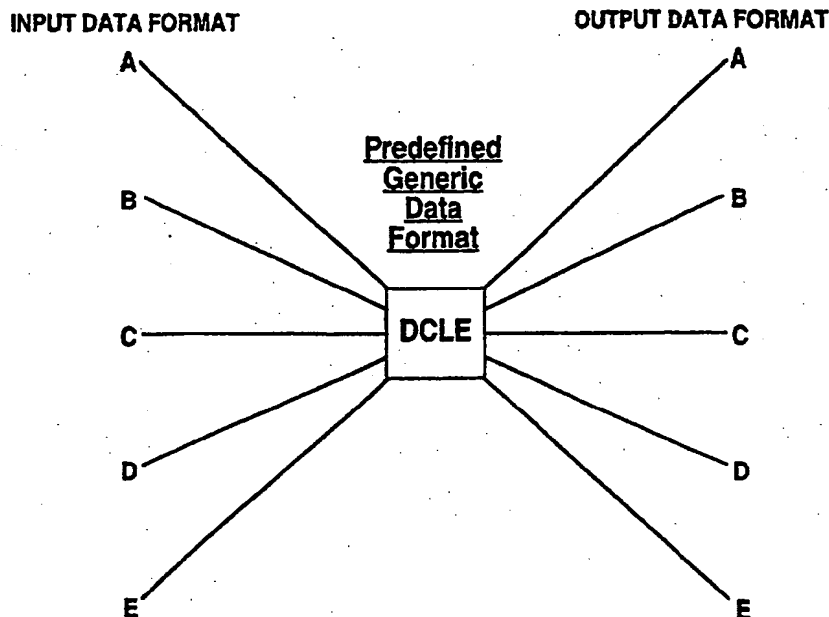 INPUT DATA FORMAT
OUTPUT DATA FORMAT
A
A
Predefined
Generic
Data
Format
B
B
DCLE
C
C
D
D
E
E